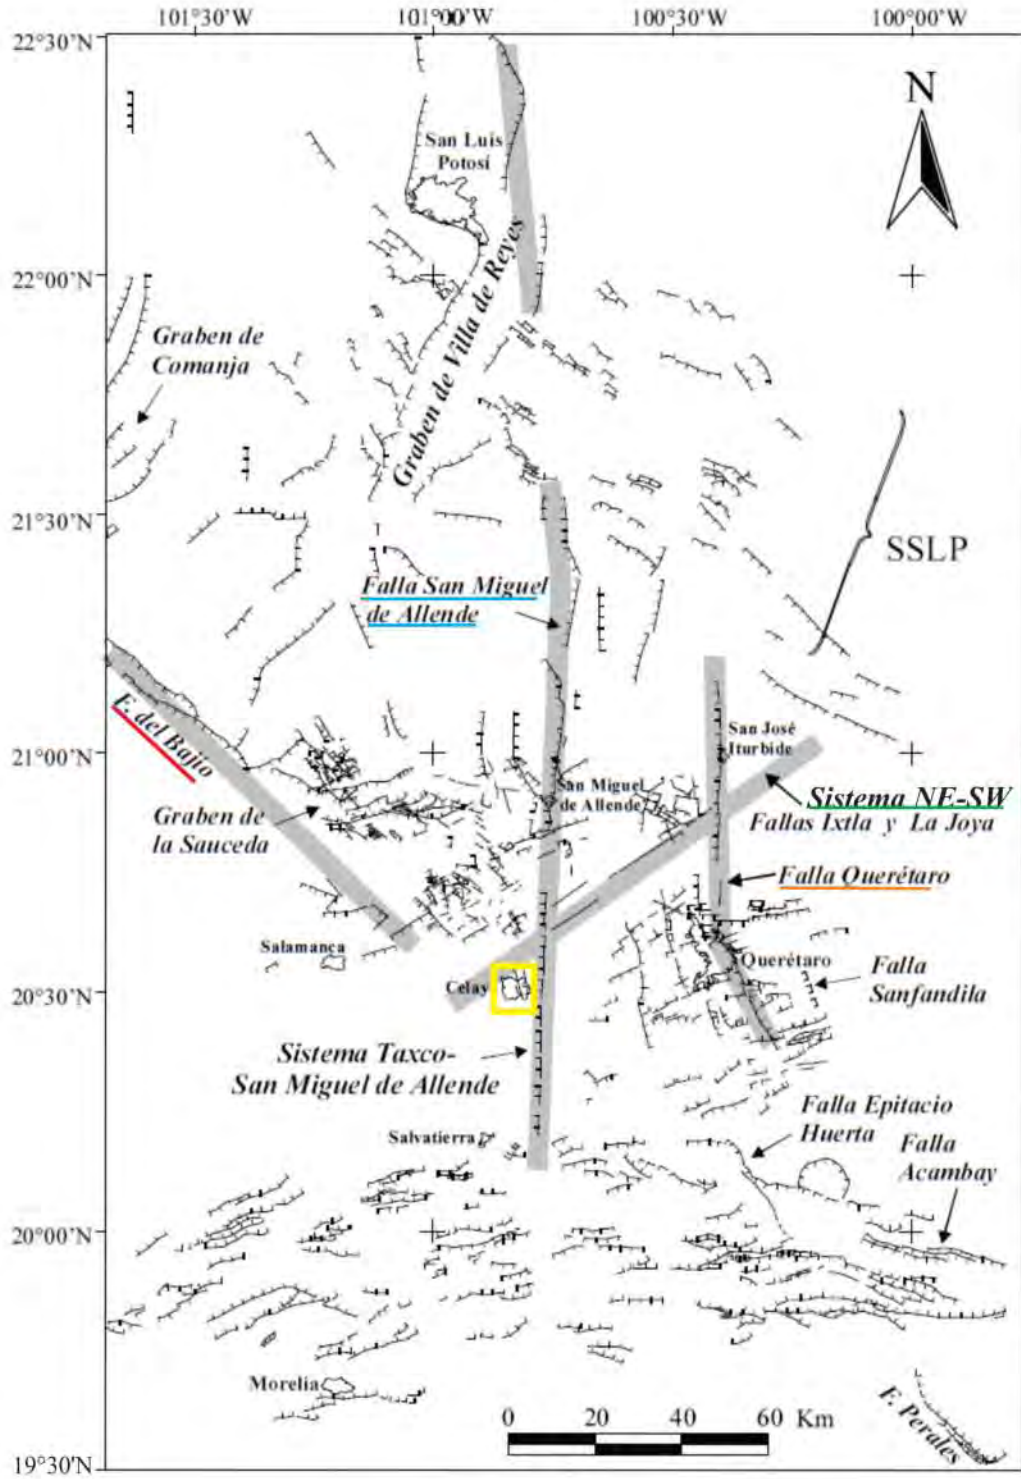 101°30'W 101°00'W 100°30'W 100°00'W
22°30'N
N
San Luis
Potosí
Graben de Villa de Reyes
22°00'N
Graben de
Comanja
21°30'N
SSLP
Falla San Miguel
de Allende
F. del Bajío
San José
Iturbide
21°00'N
San Miguel
de Allende
Sistema NE-SW
Fallas Ixtla y La Joya
Graben de
la Sauceda
Falla Querétaro
Salamanca
Querétaro
Falla
Sanfandila
Celay
20°30'N
Sistema Taxco-
San Miguel de Allende
Falla Epitacio
Huerta
Salvatierra
Falla
Acambay
20°00'N
Morelia
F. Perales
0 20 40 60 Km
19°30'N